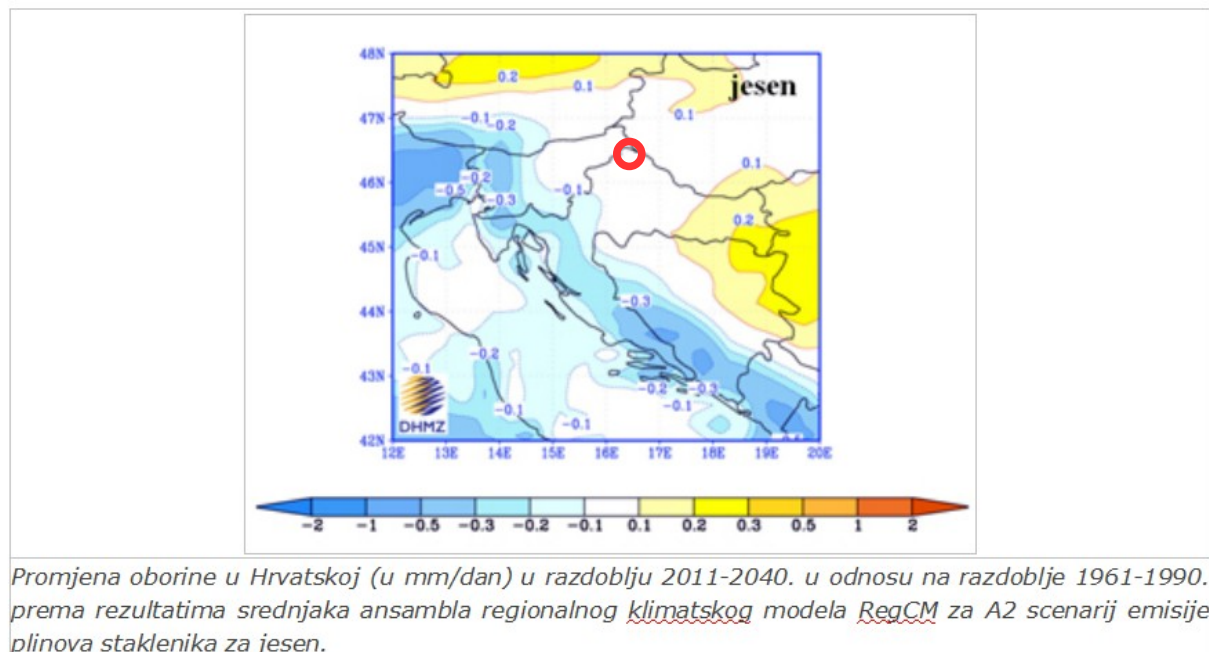 48N
0.2
jesen
0.1
47N
-0.1
0.1
-0.2
0.1
46N
-0.2
-0.5
-0.1
-0.3
0.2
45N
-0.1
-0.3
44N
-0.2
43N
-0.1
-0.2
-0.3
-0.1
-0.1
-0.1
DHMZ
42N
12E 13E 14E 15E 16E 17E 18E 19E 20E
-2 -1 -0.5 -0.3 -0.2 -0.1 0.1 0.2 0.3 0.5 1 2
Promjena oborine u Hrvatskoj (u mm/dan) u razdoblju 2011-2040. u odnosu na razdoblje 1961-1990.
prema rezultatima srednjaka ansambla regionalnog klimatskog modela RegCM za A2 scenarij emisije
plinova staklenika za jesen.